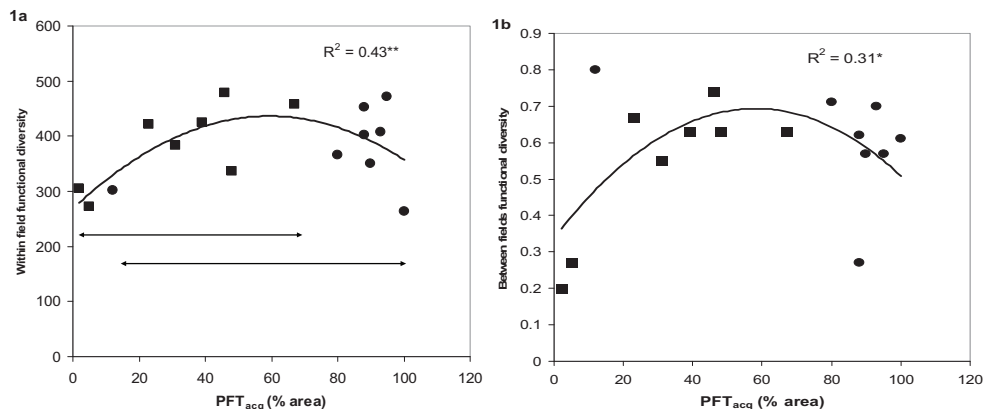 1a
600
500
400
300
200
100
0
Within field functional diversity
R² = 0.43**
0 20 40 60 80 100 120
PFTacq (% area)
1b
0.9
0.8
0.7
0.6
0.5
0.4
0.3
0.2
0.1
0
Between fields functional diversity
R² = 0.31*
0 20 40 60 80 100 120
PFTacq (% area)